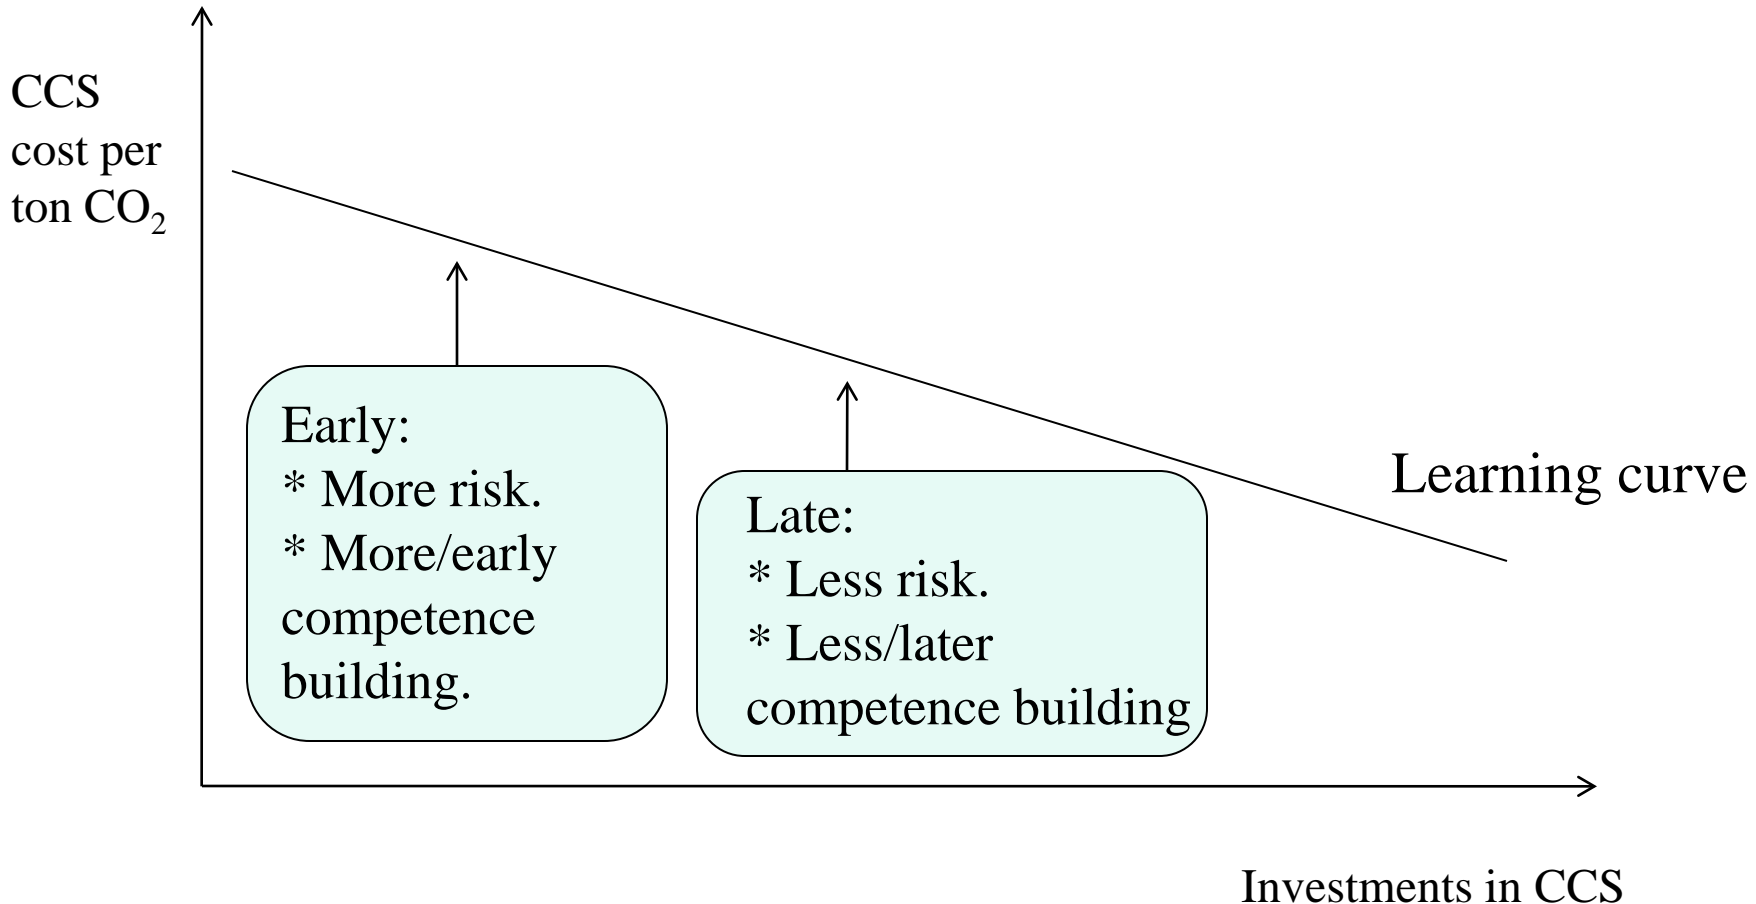 CCS
cost per
ton CO₂
Early:
* More risk.
* More/early
competence
building.
Late:
* Less risk.
* Less/later
competence building
Learning curve
Investments in CCS